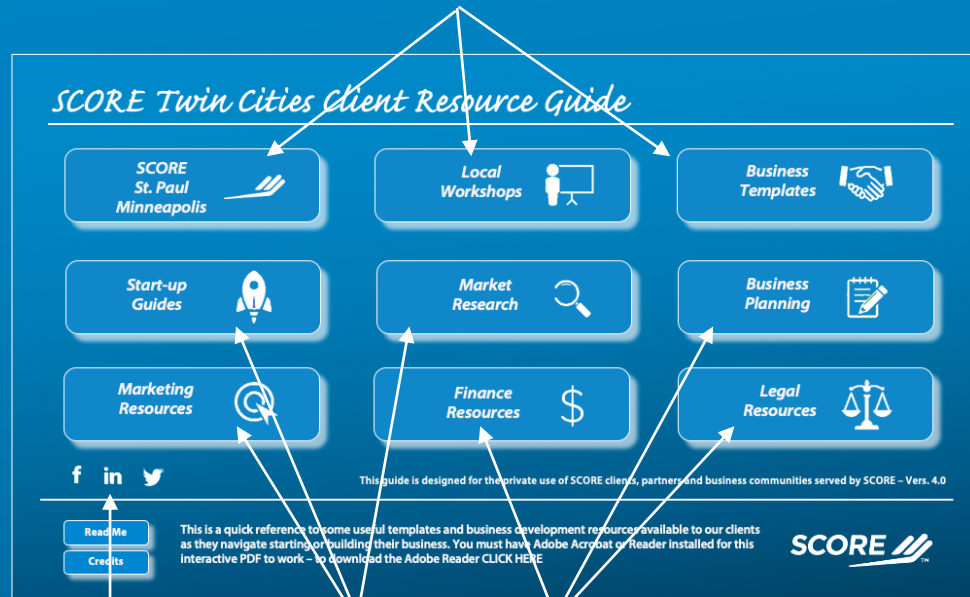 SCORE Twin Cities Client Resource Guide
SCORE
St. Paul
Minneapolis
Local
Workshops
Business
Templates
Start-up
Guides
Market
Research
Business
Planning
Marketing
Resources
Finance
Resources
$
Legal
Resources
f in
This guide is designed for the private use of SCORE clients, partners and business communities served by SCORE – Vers. 4.0
Read Me
Credits
This is a quick reference to some useful templates and business development resources available to our clients
as they navigate starting or building their business. You must have Adobe Acrobat or Reader installed for this
interactive PDF to work – to download the Adobe Reader CLICK HERE
SCORE
TM